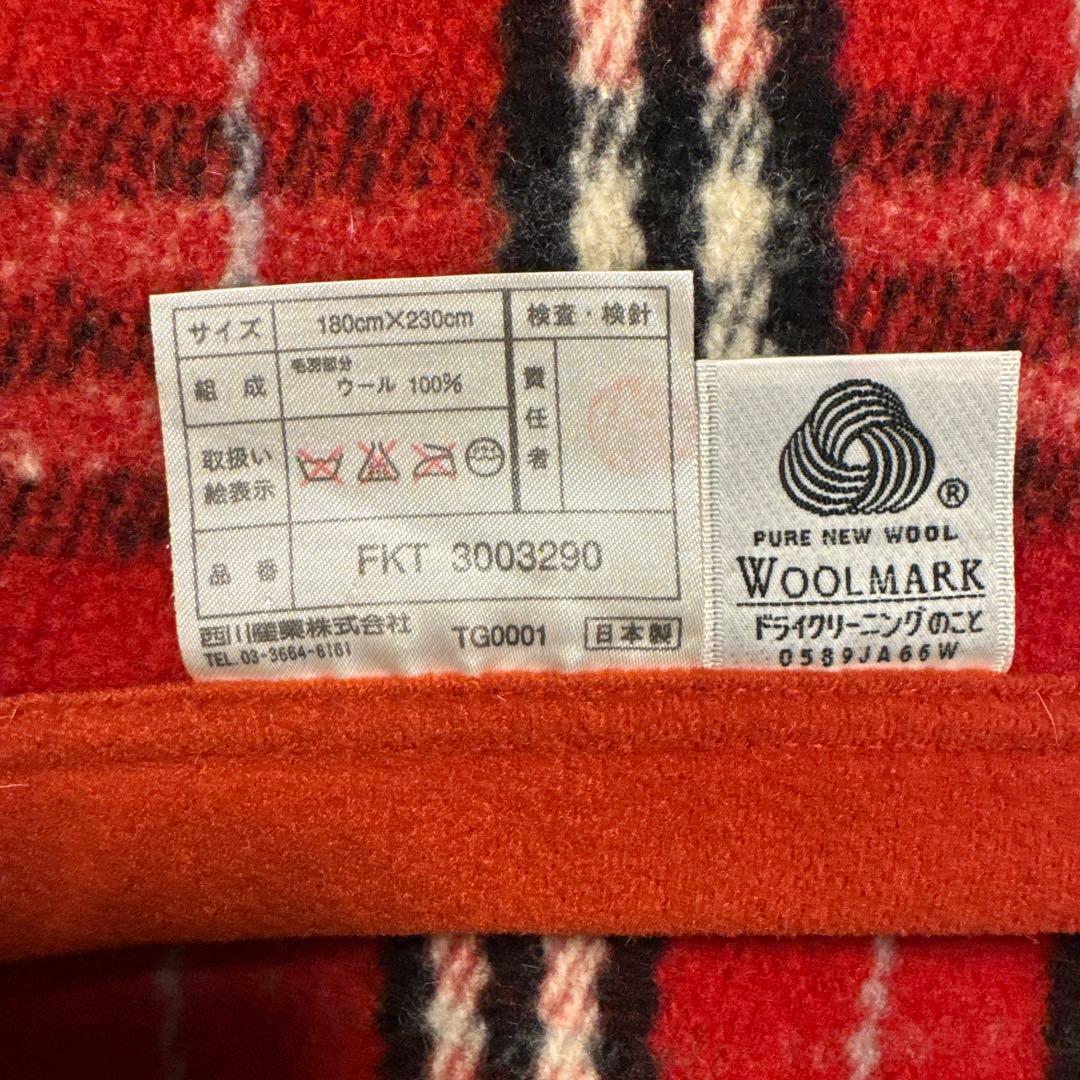 サイズ 180cm×230cm 検査・検針
組成 毛羽部分
ウール 100%
責任者
取扱い
絵表示
品番 FKT 3003290
西川産業株式会社 TG0001 日本製
TEL.03-3664-8161
®
PURE NEW WOOL
WOOLMARK
ドライクリーニングのこと
0589JA66W